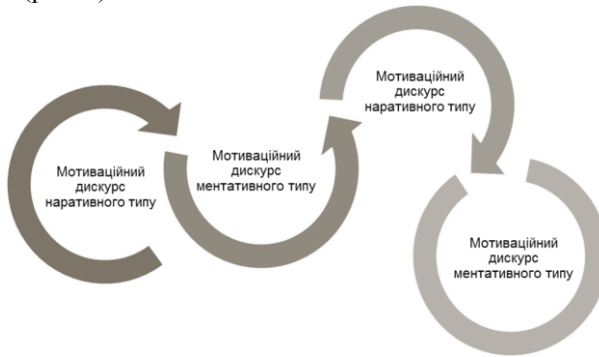 Мотиваційний
дискурс
наративного типу
Мотиваційний
дискурс
ментативного типу
Мотиваційний
дискурс
наративного типу
Мотиваційний
дискурс
ментативного типу